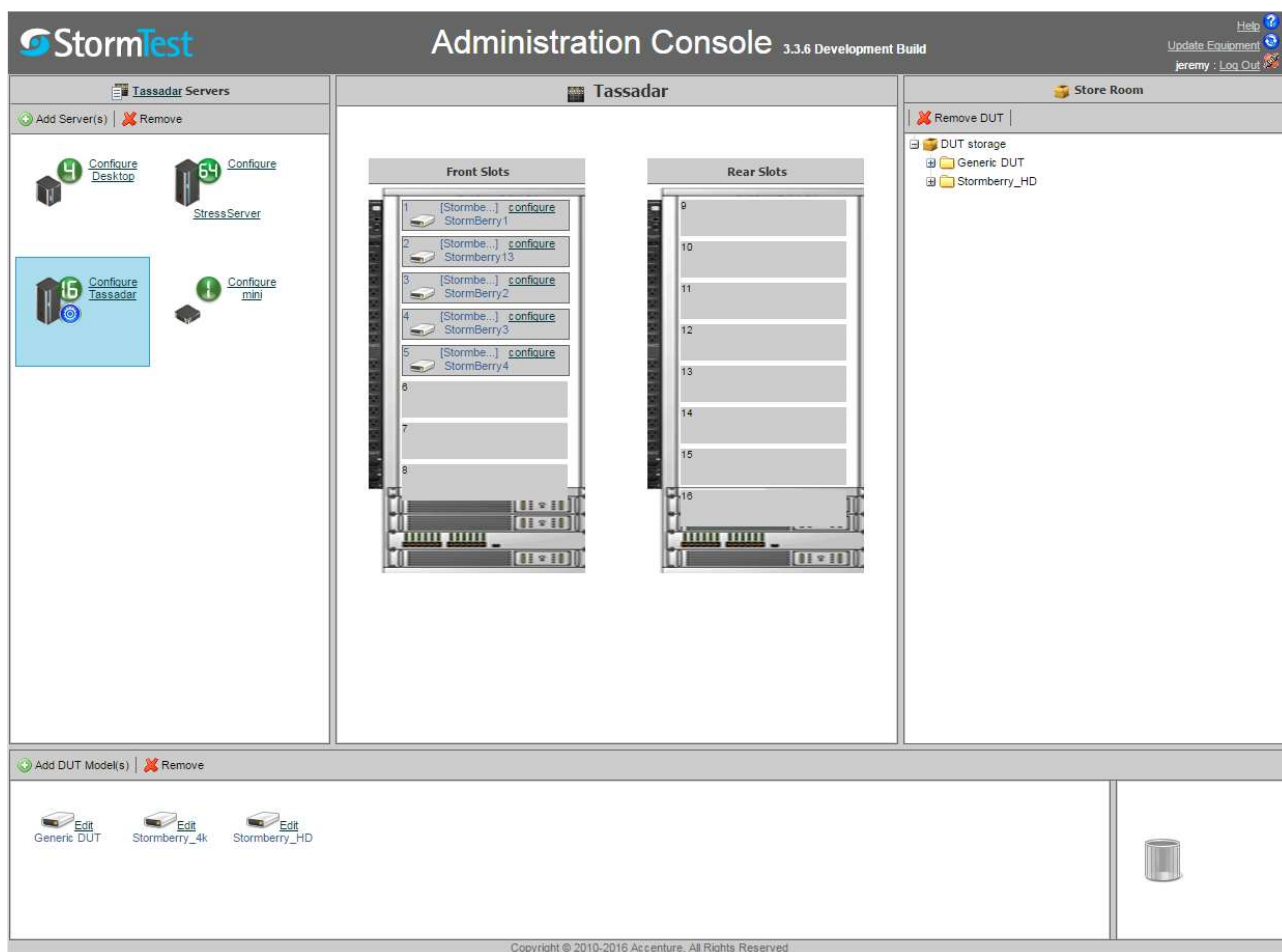 StormTest
Administration Console 3.3.6 Development Build
Help
Update Equipment
jeremy : Log Out
Tassadar Servers
Add Server(s) | Remove
4
Configure
Desktop
64
Configure
StressServer
16
Configure
Tassadar
1
Configure
mini
Tassadar
Front Slots
1 [Stormbe...] configure
StormBerry1
2 [Stormbe...] configure
Stormberry13
3 [Stormbe...] configure
StormBerry2
4 [Stormbe...] configure
StormBerry3
5 [Stormbe...] configure
StormBerry4
6
7
8
Rear Slots
9
10
11
12
13
14
15
16
Store Room
Remove DUT
DUT storage
Generic DUT
Stormberry_HD
Add DUT Model(s) | Remove
Edit
Generic DUT
Edit
Stormberry_4k
Edit
Stormberry_HD
Copyright © 2010-2016 Accenture. All Rights Reserved